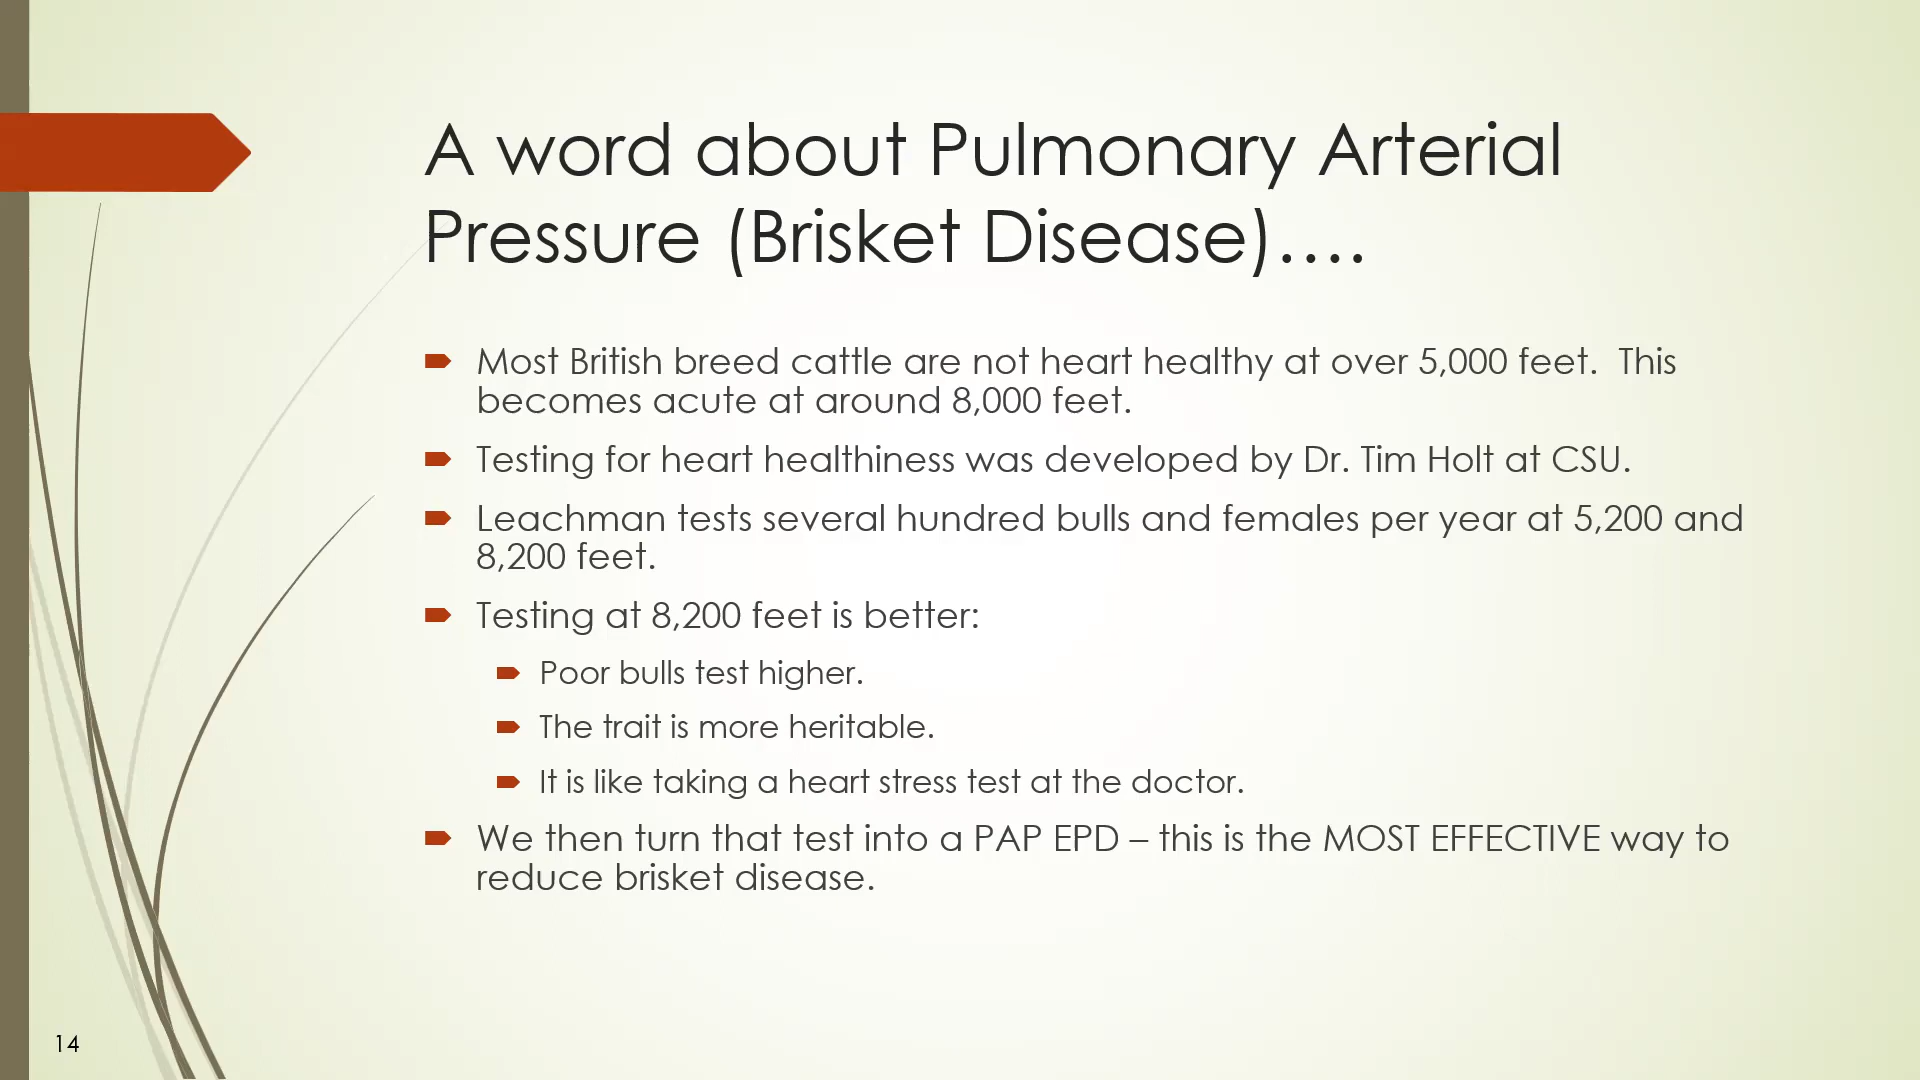 A word about Pulmonary Arterial
Pressure (Brisket Disease)….
Most British breed cattle are not heart healthy at over 5,000 feet.  This
becomes acute at around 8,000 feet.
Testing for heart healthiness was developed by Dr. Tim Holt at CSU.
Leachman tests several hundred bulls and females per year at 5,200 and
8,200 feet.
Testing at 8,200 feet is better:
Poor bulls test higher.
The trait is more heritable.
It is like taking a heart stress test at the doctor.
We then turn that test into a PAP EPD – this is the MOST EFFECTIVE way to
reduce brisket disease.
14